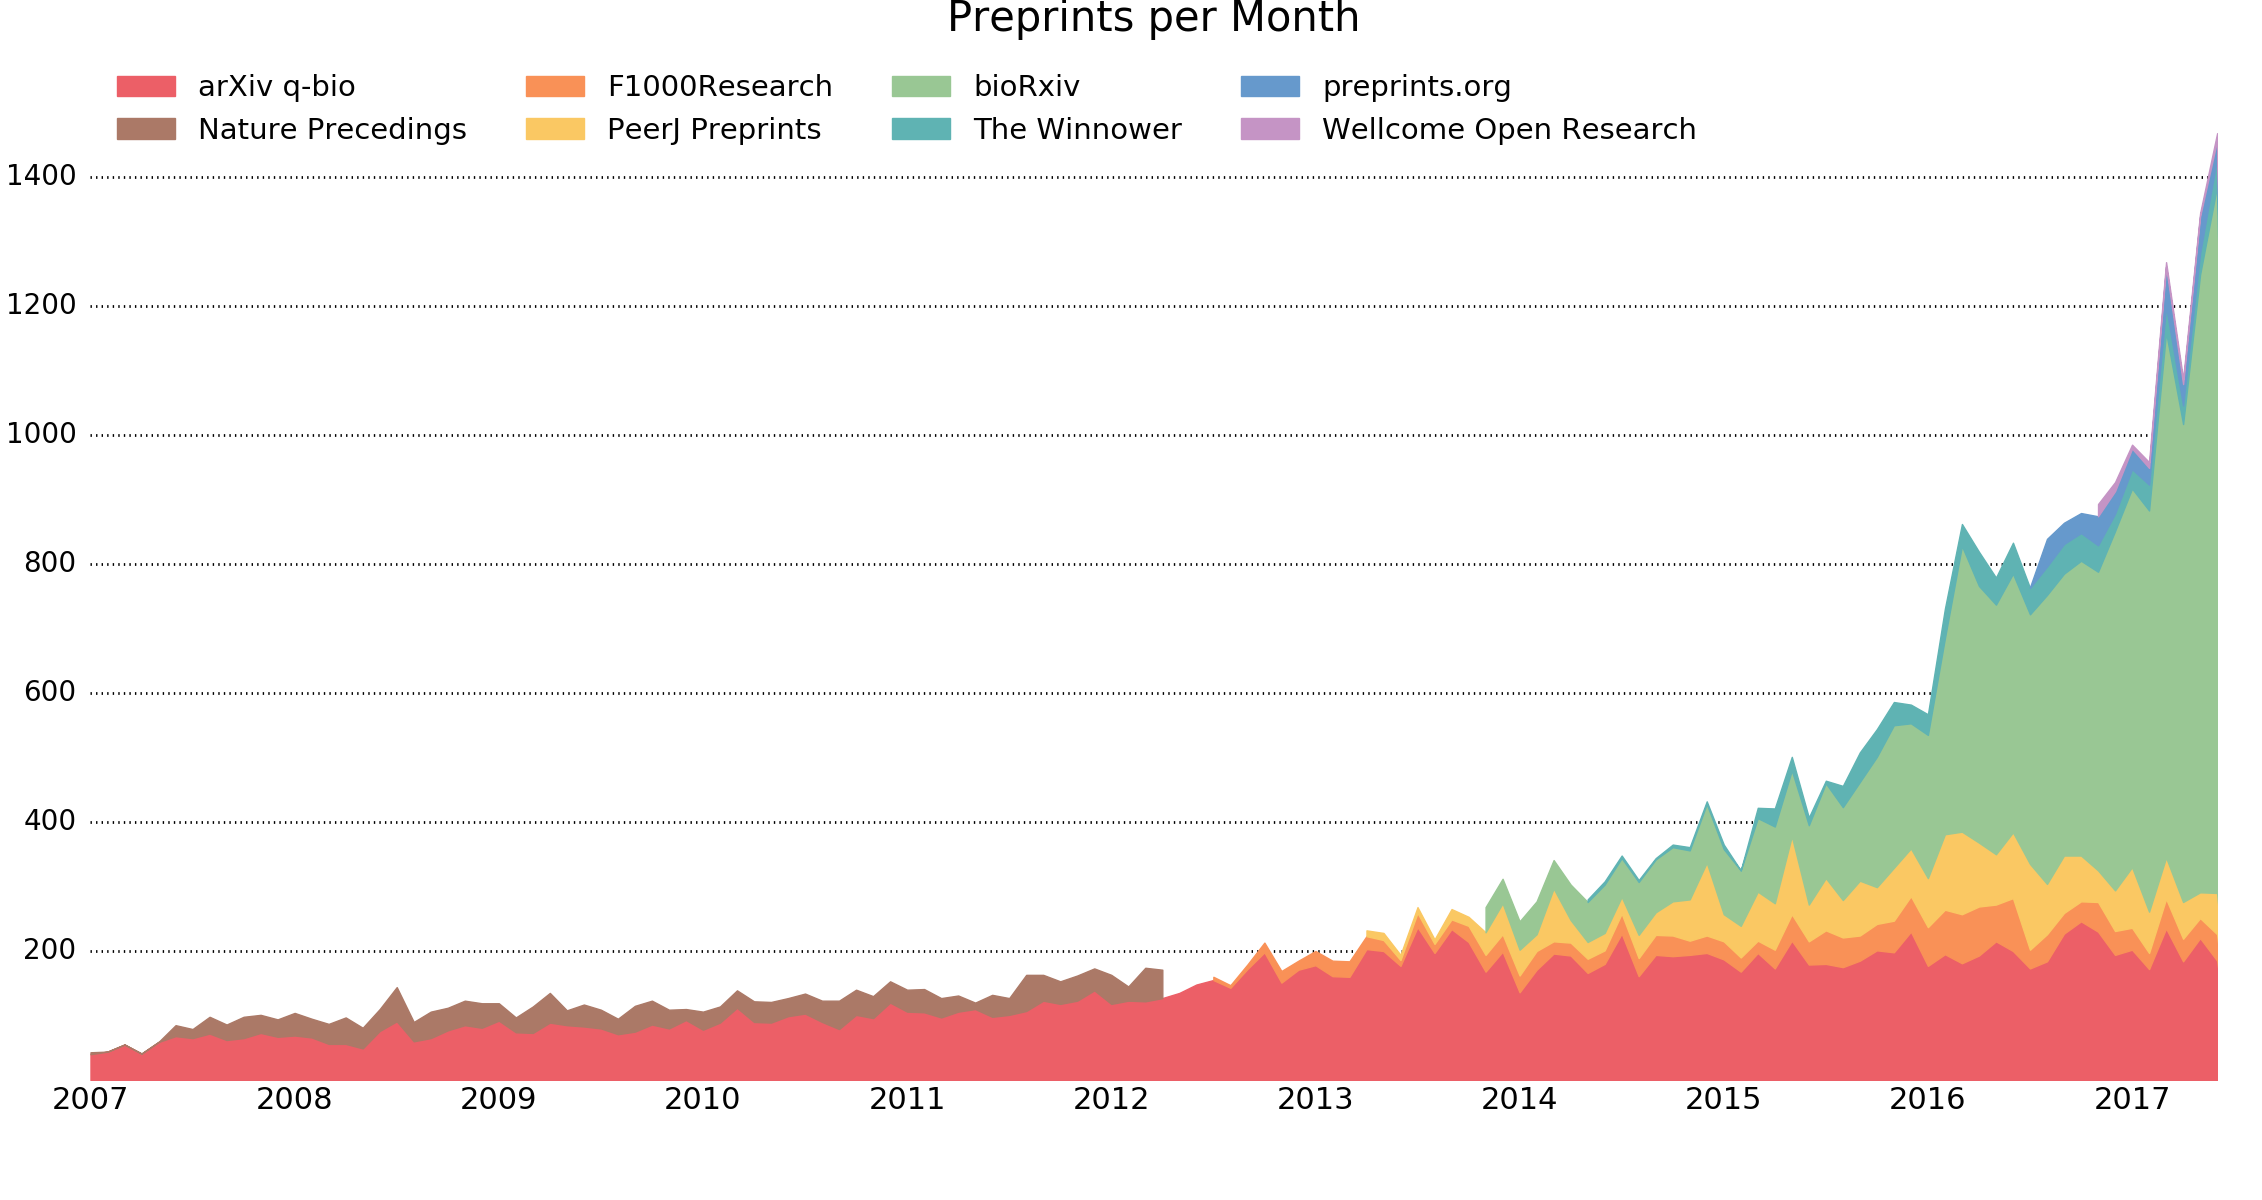 Preprints per Month
arXiv q-bio F1000Research bioRxiv preprints.org
Nature Precedings PeerJ Preprints The Winnower Wellcome Open Research
1400
1200
1000
800
600
400
200
2007 2008 2009 2010 2011 2012 2013 2014 2015 2016 2017